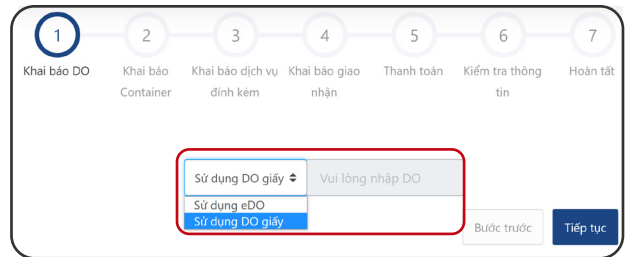 1 2 3 4 5 6 7
Khai báo DO Khai báo Khai báo dịch vụ Khai báo giao Thanh toán Kiểm tra thông Hoàn tất
Container đính kèm nhận tin
Sử dụng DO giấy Vui lòng nhập DO
Sử dụng eDO
Sử dụng DO giấy
Bước trước Tiếp tục